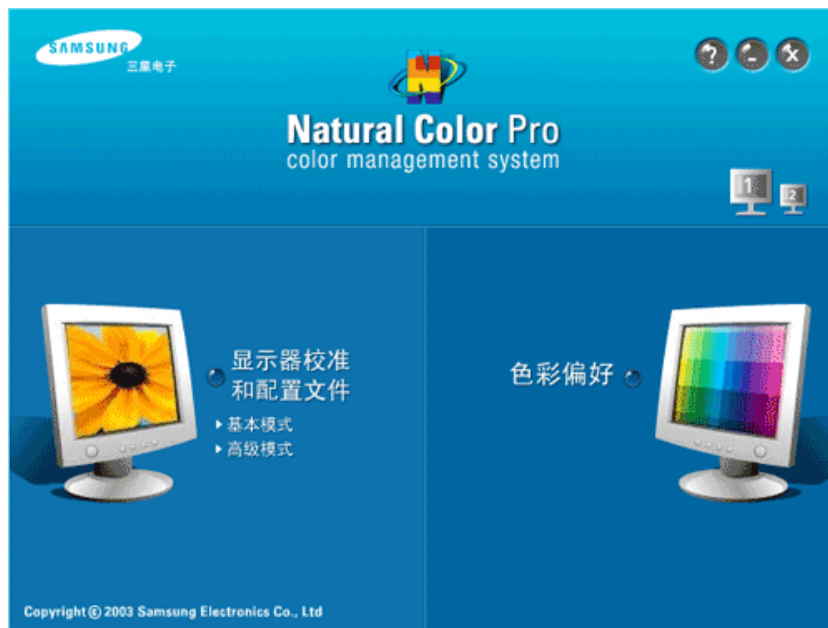 SAMSUNG
三星电子
?
-
x
Natural Color Pro
color management system
1
2
显示器校准
和配置文件
基本模式
高级模式
色彩偏好
Copyright © 2003 Samsung Electronics Co., Ltd